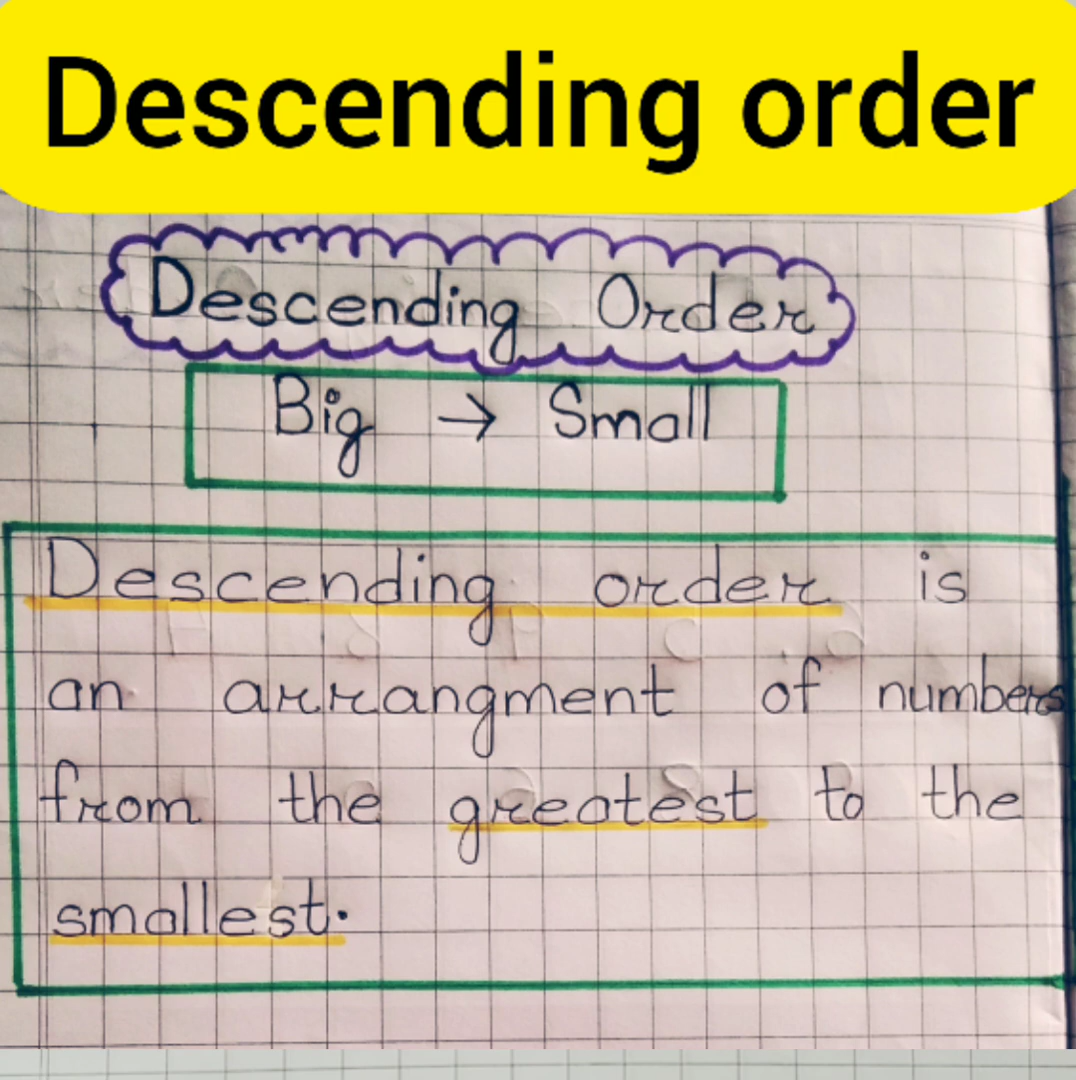 Descending order
Descending Order
Big → Small
Descending order is
an arrangment of numbers
from the greatest to the
smallest.